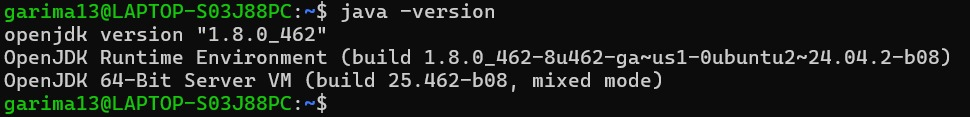 garima13@LAPTOP-S03J88PC:~$ java -version
openjdk version "1.8.0_462"
OpenJDK Runtime Environment (build 1.8.0_462-8u462-ga~us1-0ubuntu2~24.04.2-b08)
OpenJDK 64-Bit Server VM (build 25.462-b08, mixed mode)
garima13@LAPTOP-S03J88PC:~$